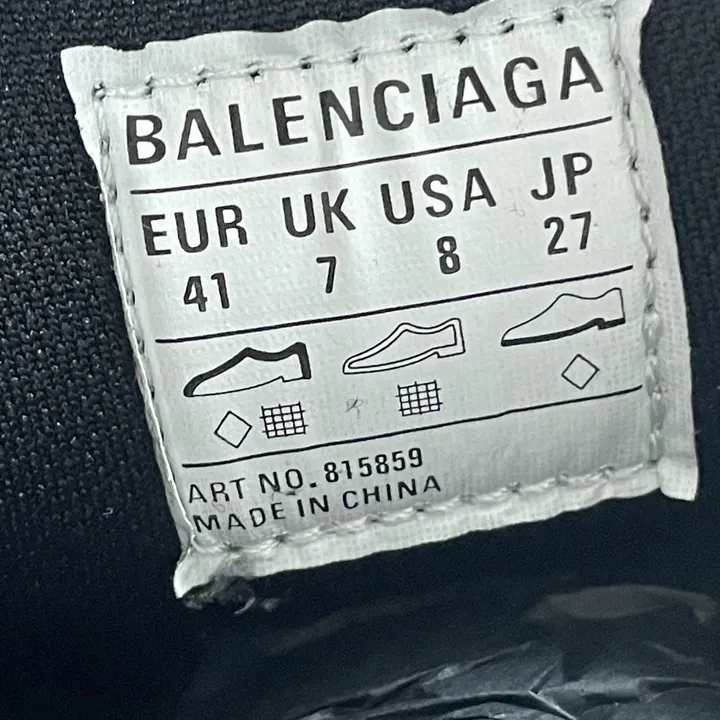 BALENCIAGA
EUR UK USA JP
41 7 8 27
ART NO. 815859
MADE IN CHINA